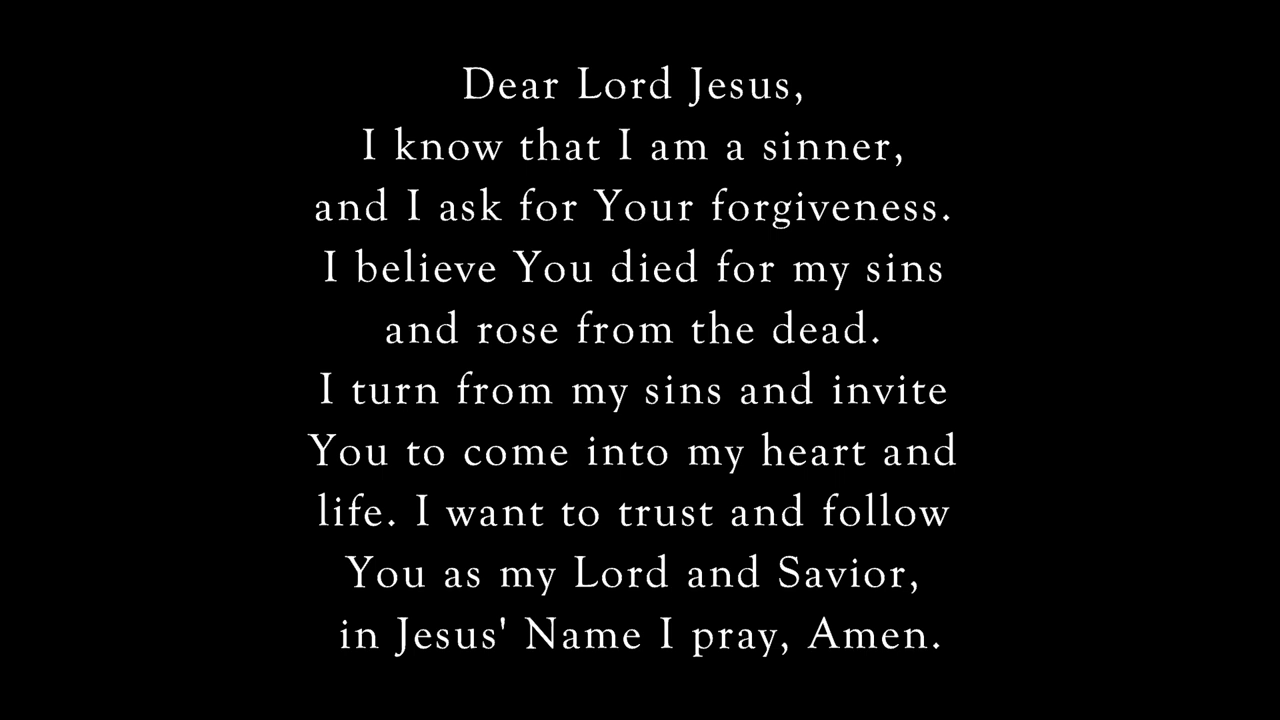 Dear Lord Jesus,
I know that I am a sinner,
and I ask for Your forgiveness.
I believe You died for my sins
and rose from the dead.
I turn from my sins and invite
You to come into my heart and
life. I want to trust and follow
You as my Lord and Savior,
in Jesus' Name I pray, Amen.